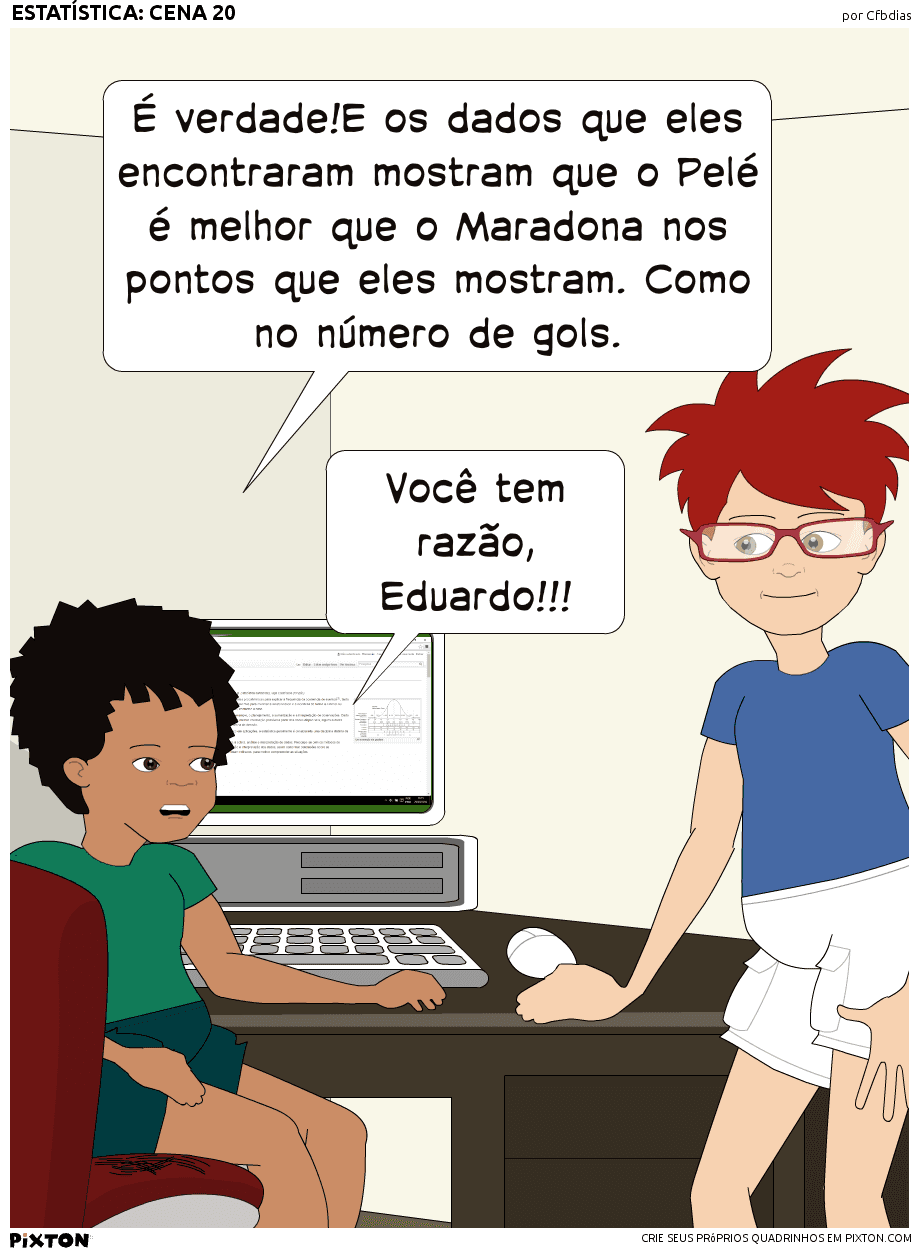 ESTATÍSTICA: CENA 20
por Cfbdias
É verdade!E os dados que eles
encontraram mostram que o Pelé
é melhor que o Maradona nos
pontos que eles mostram. Como
no número de gols.
Você tem
razão,
Eduardo!!!
PiXTON
CRIE SEUS PRóPRIOS QUADRINHOS EM PIXTON.COM